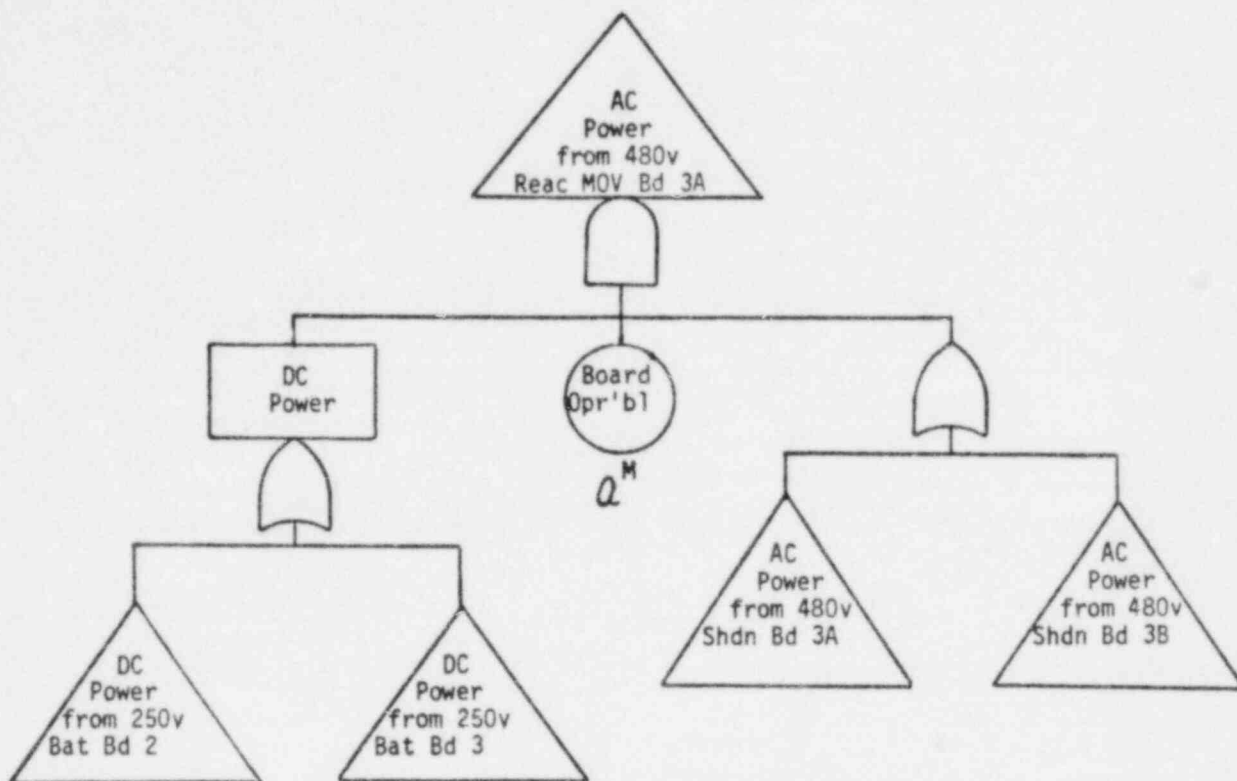 AC
Power
from 480v
Reac MOV Bd 3A
DC
Power
Board
Opr'bl
a^M
AC
Power
from 480v
Shdn Bd 3A
AC
Power
from 480v
Shdn Bd 3B
DC
Power
from 250v
Bat Bd 2
DC
Power
from 250v
Bat Bd 3